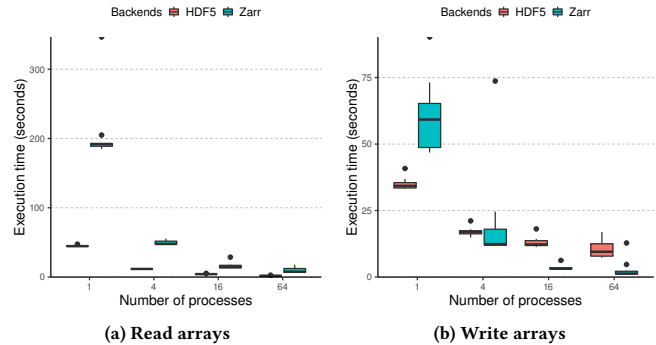 Backends HDF5 Zarr
Execution time (seconds)
300
200
100
0
1 4 16 64
Number of processes
(a) Read arrays
Backends HDF5 Zarr
Execution time (seconds)
75
50
25
0
1 4 16 64
Number of processes
(b) Write arrays